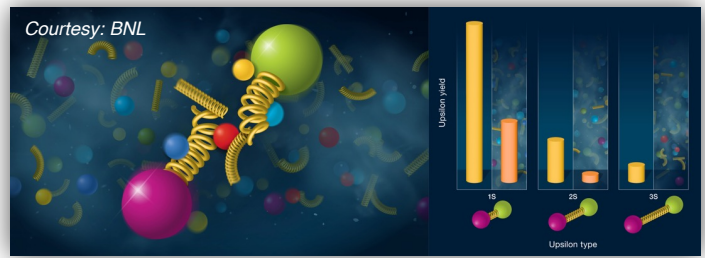 Courtesy: BNL
Upsilon yield
1S
2S
3S
Upsilon type